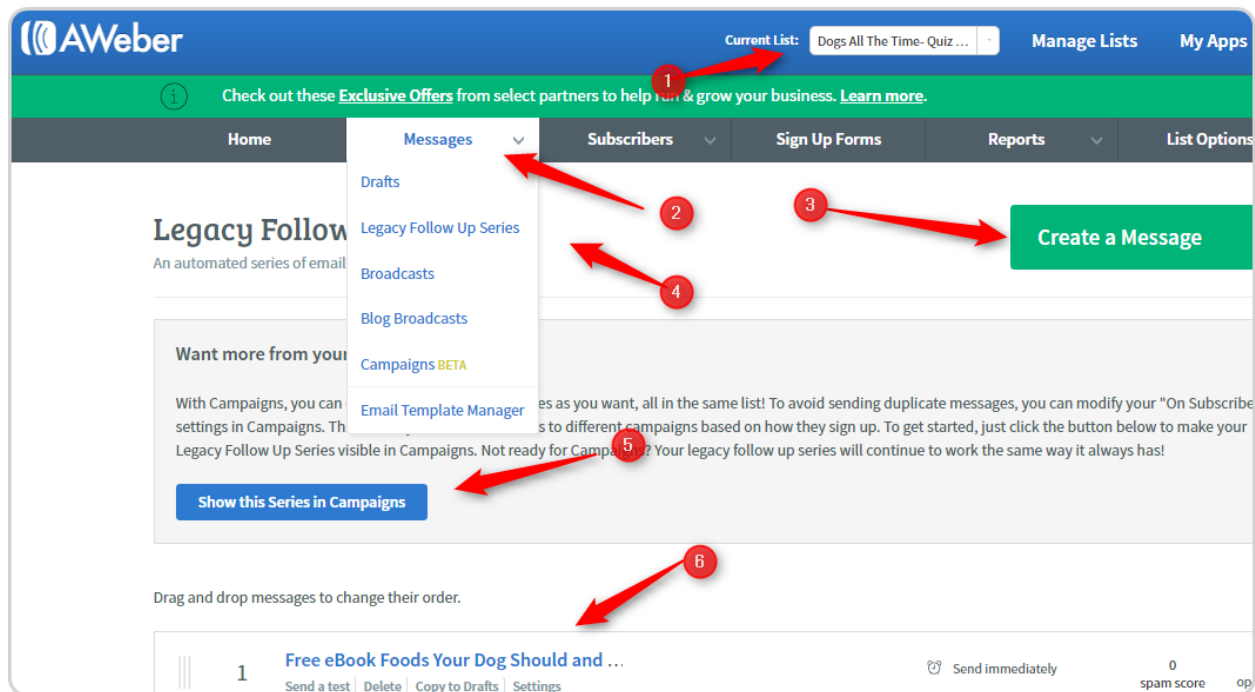 AWeber
Current List: Dogs All The Time- Quiz ... Manage Lists My Apps
1
Check out these Exclusive Offers from select partners to help run & grow your business. Learn more.
Home Messages Subscribers Sign Up Forms Reports List Options
Drafts
2
3
Legacy Follow
Legacy Follow Up Series
Create a Message
An automated series of email
Broadcasts
4
Blog Broadcasts
Want more from your
Campaigns BETA
With Campaigns, you can es as you want, all in the same list! To avoid sending duplicate messages, you can modify your "On Subscribe
Email Template Manager
settings in Campaigns. s to different campaigns based on how they sign up. To get started, just click the button below to make your
5
Legacy Follow Up Series visible in Campaigns. Not ready for Campaigns? Your legacy follow up series will continue to work the same way it always has!
Show this Series in Campaigns
6
Drag and drop messages to change their order.
1 Free eBook Foods Your Dog Should and ... Send immediately 0
Send a test Delete Copy to Drafts Settings spam score op